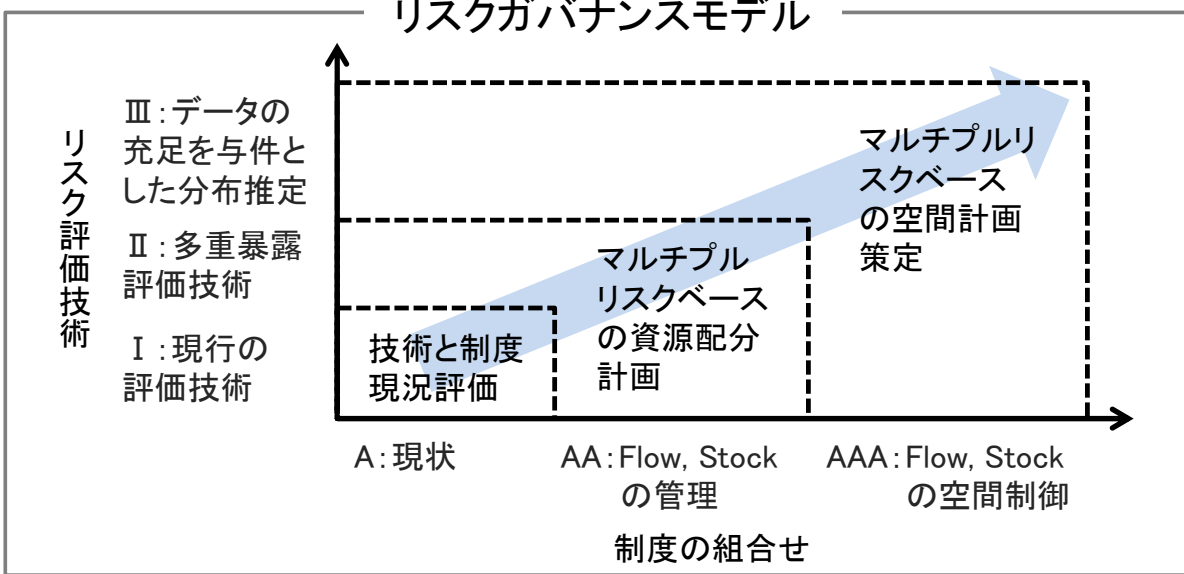 リスクガバナンスモデル
リスク評価技術
Ⅲ：データの
充足を与件と
した分布推定
Ⅱ：多重暴露
評価技術
Ⅰ：現行の
評価技術
技術と制度
現況評価
マルチプル
リスクベース
の資源配分
計画
マルチプルリ
スクベース
の空間計画
策定
A：現状
AA：Flow, Stock
の管理
AAA：Flow, Stock
の空間制御
制度の組合せ